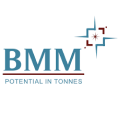 BMM
POTENTIAL IN TONNES